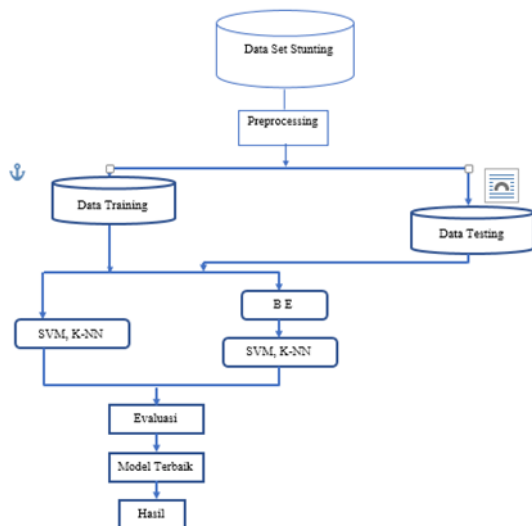 Data Set Stunting
Preprocessing
Data Training
Data Testing
B E
SVM, K-NN
SVM, K-NN
Evaluasi
Model Terbaik
Hasil